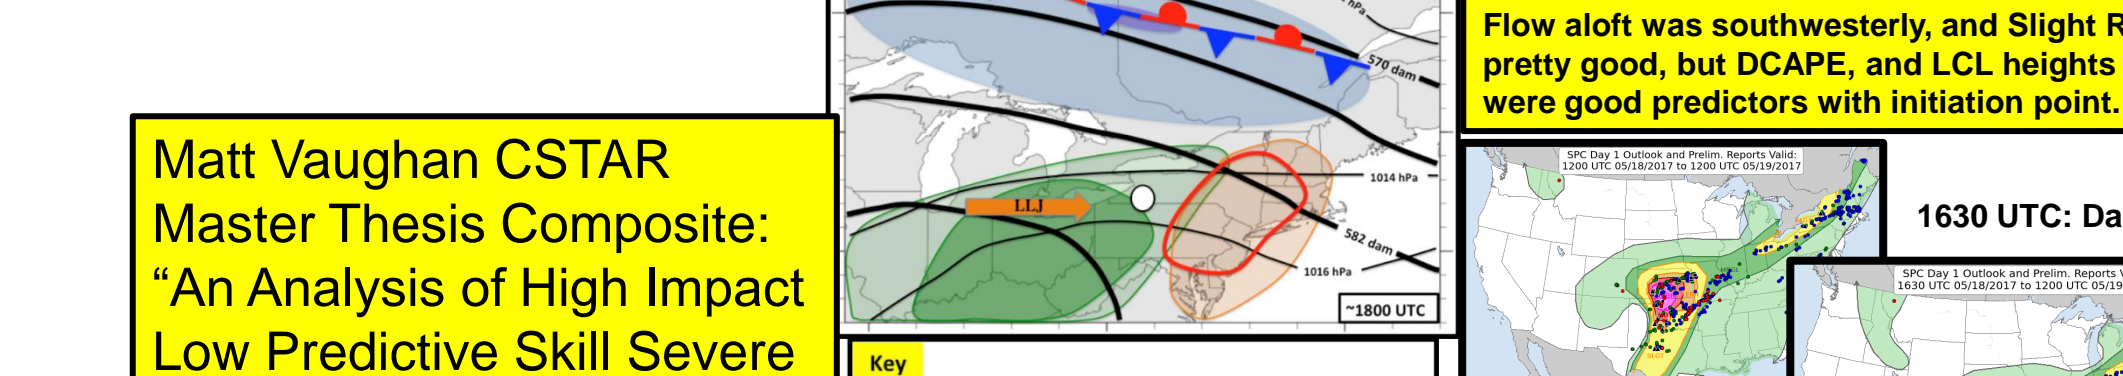 Matt Vaughan CSTAR
Master Thesis Composite:
“An Analysis of High Impact
Low Predictive Skill Severe
hPa
570 dam
1014 hPa
LLJ
582 dam
1016 hPa
~1800 UTC
Key
Flow aloft was southwesterly, and Slight R
pretty good, but DCAPE, and LCL heights
were good predictors with initiation point.
SPC Day 1 Outlook and Prelim. Reports Valid:
1200 UTC 05/18/2017 to 1200 UTC 05/19/2017
SLGT
1630 UTC: Da
SPC Day 1 Outlook and Prelim. Reports V
1630 UTC 05/18/2017 to 1200 UTC 05/19